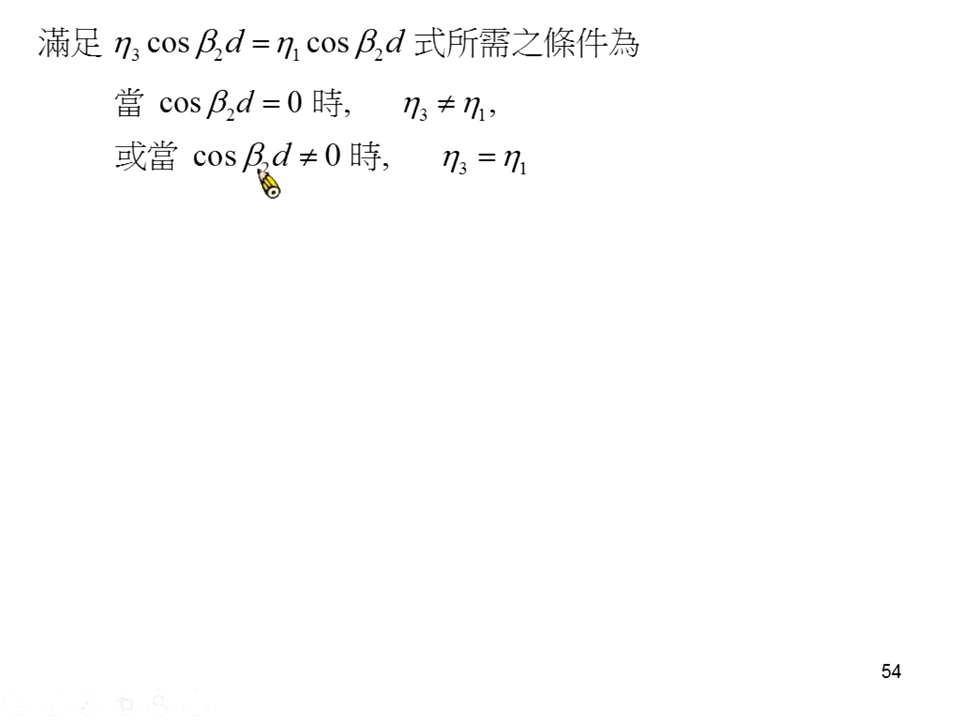 滿足 η₃ cos β₂d = η₁ cos β₂d 式所需之條件為
當 cos β₂d = 0 時, η₃ ≠ η₁,
或當 cos β₂d ≠ 0 時, η₃ = η₁
54